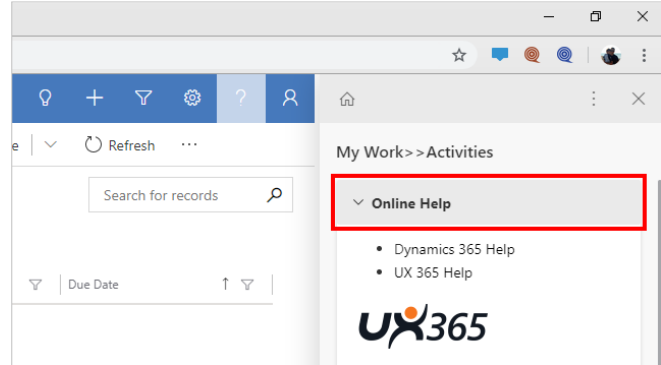 e
Refresh
...
Search for records
Due Date
My Work>>Activities
Online Help
• Dynamics 365 Help
• UX 365 Help
UX365